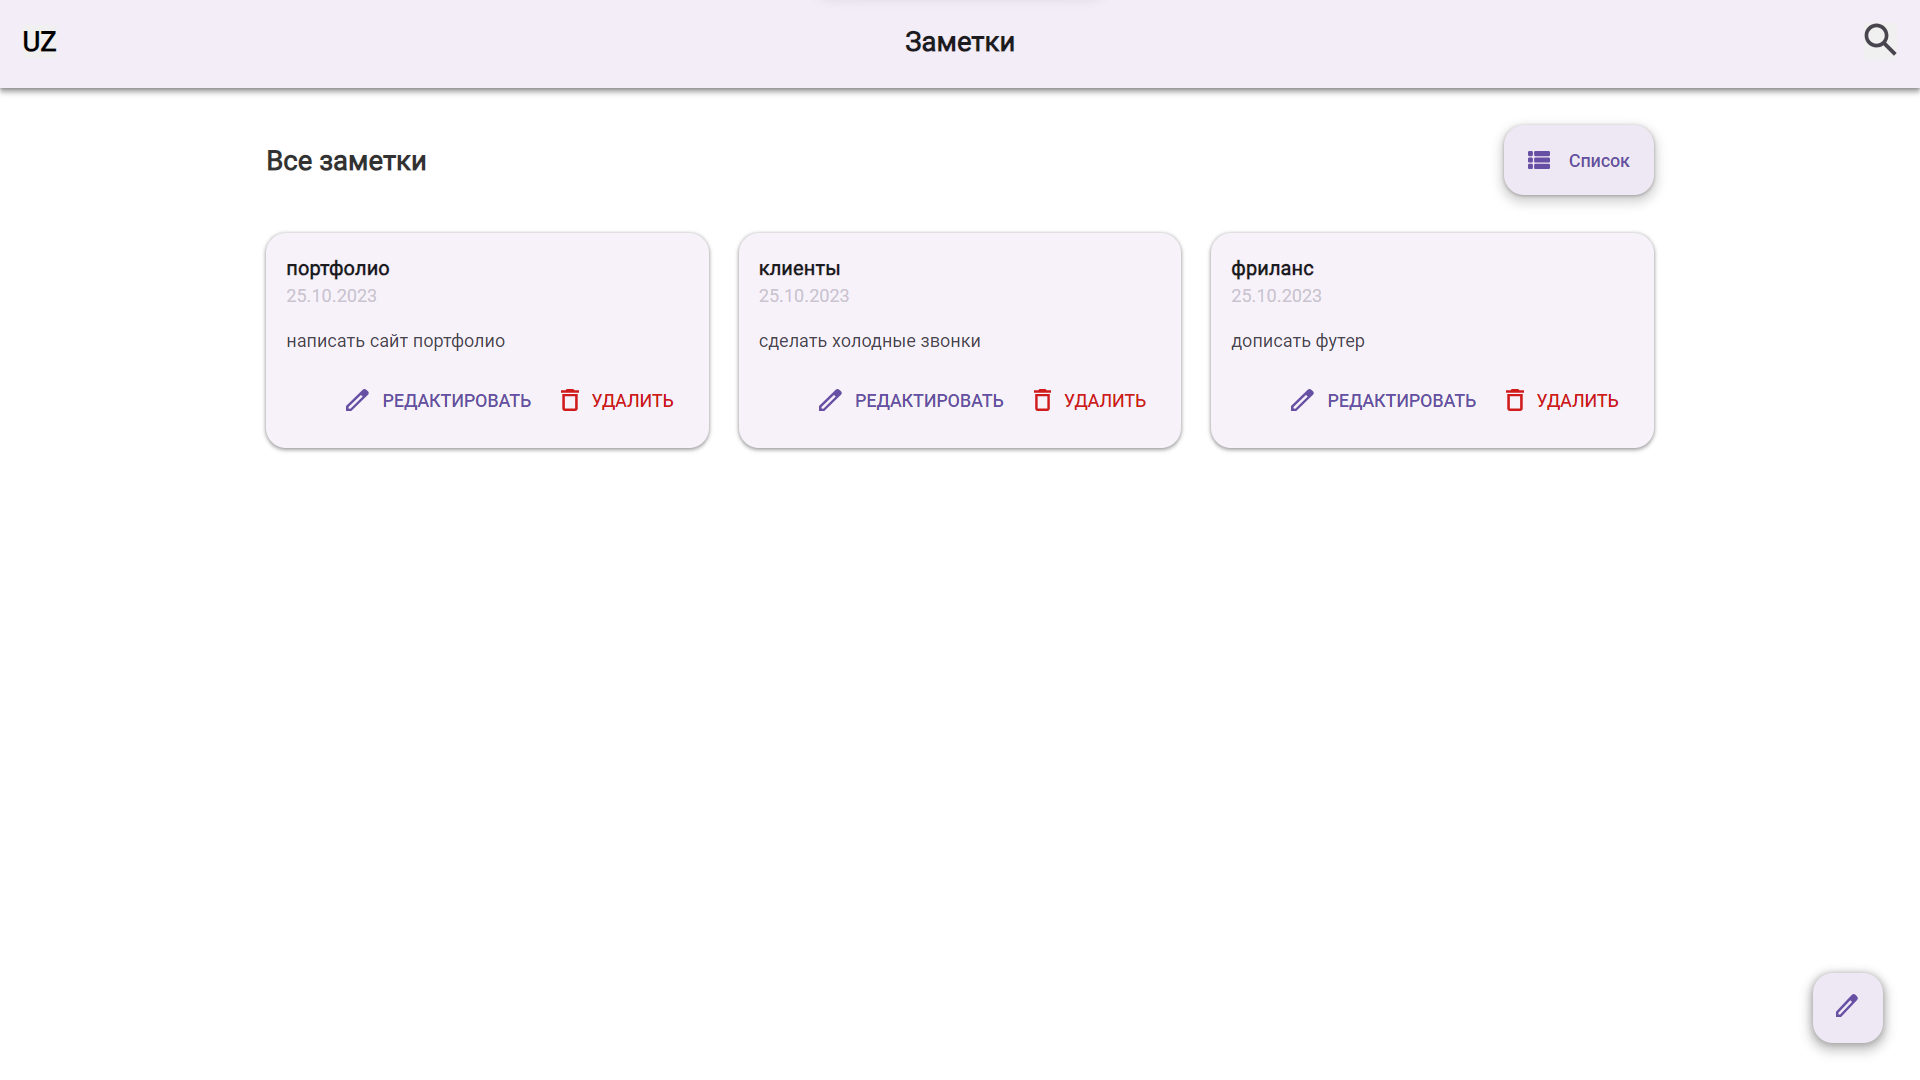 UZ
Заметки
Все заметки
Список
портфолио
25.10.2023
написать сайт портфолио
РЕДАКТИРОВАТЬ УДАЛИТЬ
клиенты
25.10.2023
сделать холодные звонки
РЕДАКТИРОВАТЬ УДАЛИТЬ
фриланс
25.10.2023
дописать футер
РЕДАКТИРОВАТЬ УДАЛИТЬ